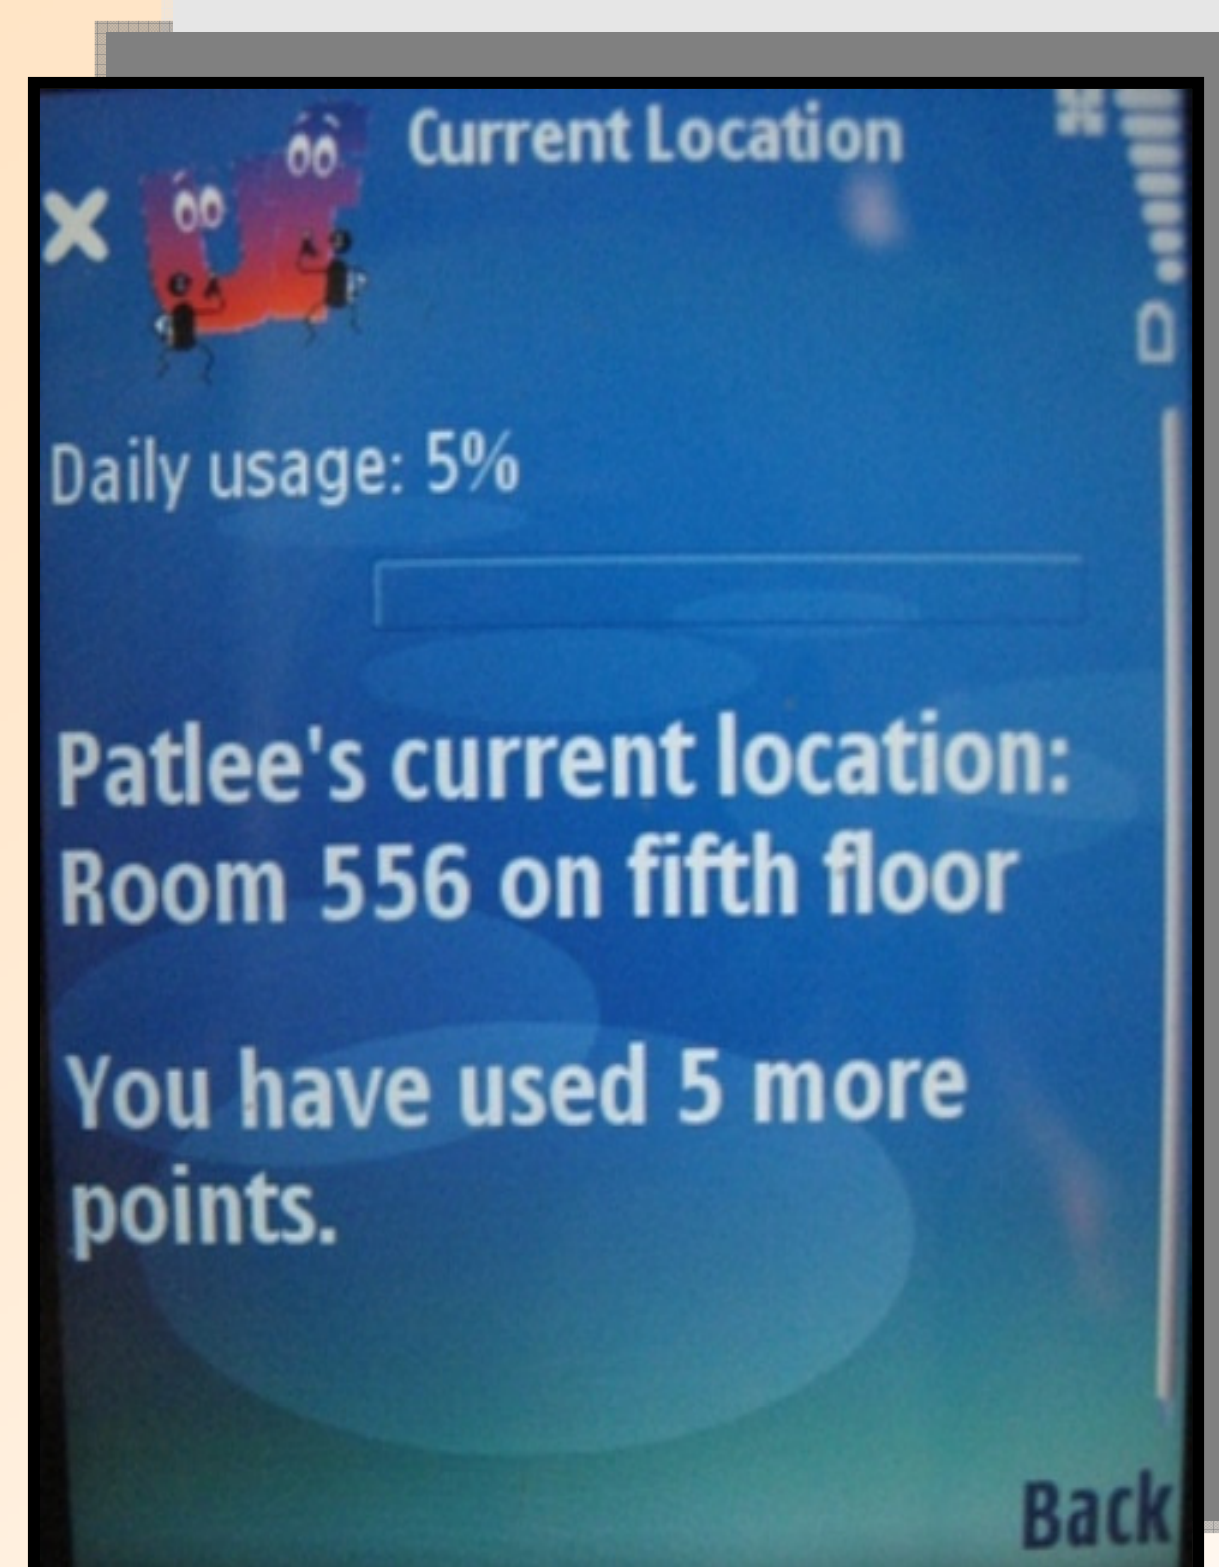 Current Location
Daily usage: 5%
Patlee's current location:
Room 556 on fifth floor
You have used 5 more
points.
Back